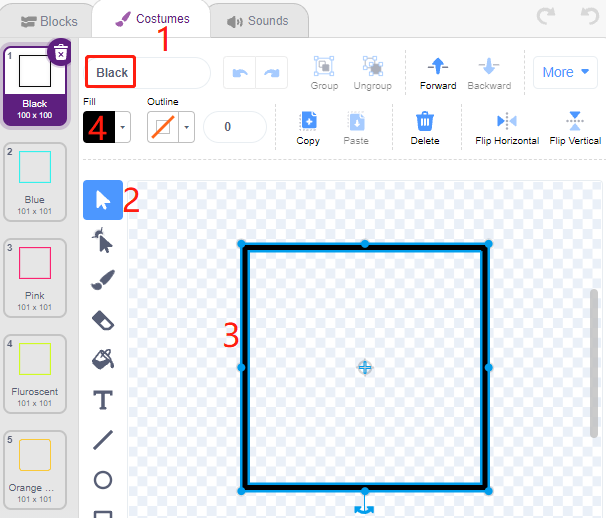 Blocks
Costumes
Sounds
1
1
Black
100 x 100
Black
Group
Ungroup
Forward
Backward
More
Fill
Outline
4
0
Copy
Paste
Delete
Flip Horizontal
Flip Vertical
2
Blue
101 x 101
2
3
Pink
101 x 101
3
4
Fluroscent
101 x 101
5
Orange ...
101 x 101
T